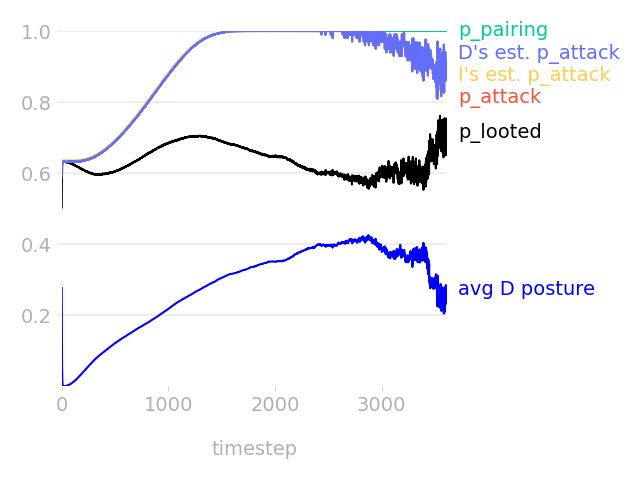 1.0
0.8
0.6
0.4
0.2
0
1000
2000
3000
timestep
p_pairing
D's est. p_attack
I's est. p_attack
p_attack
p_looted
avg D posture